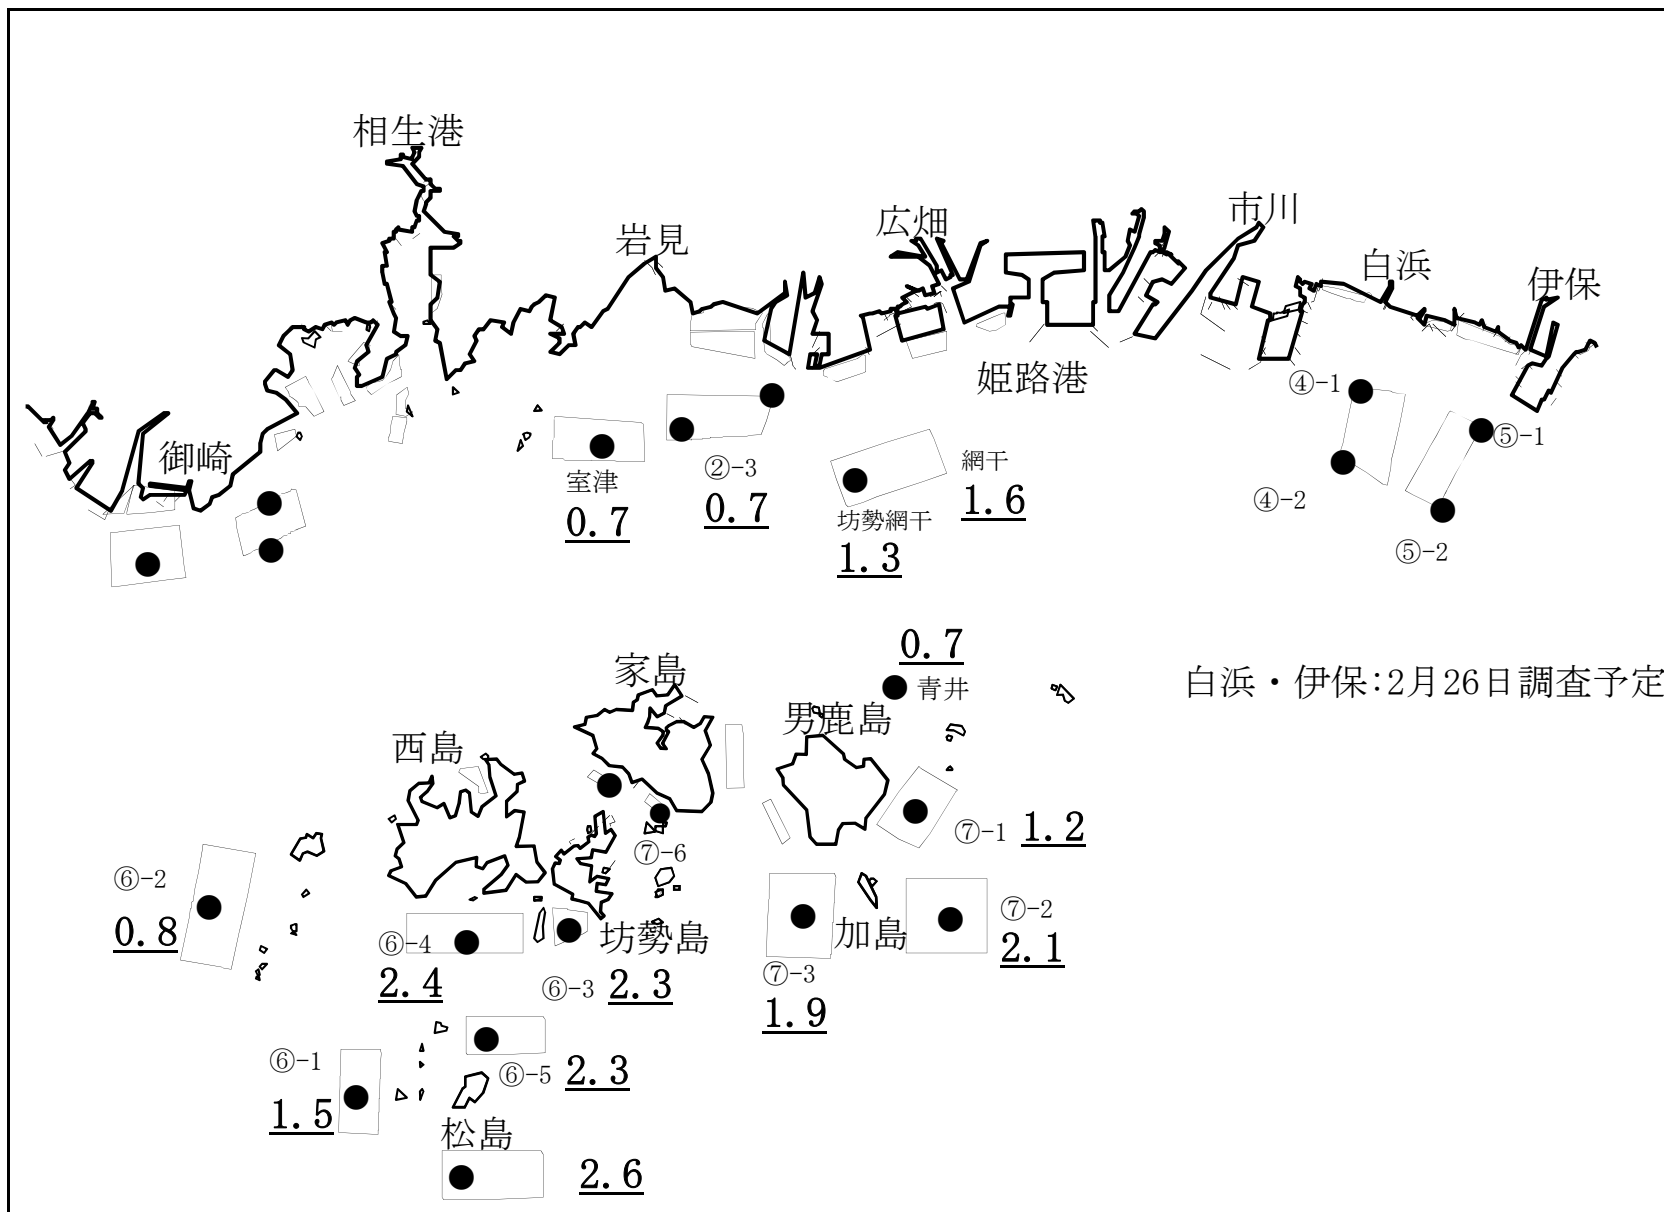 相生港
市川
広畑
岩見
白浜
伊保
姫路港
④-1
⑤-1
御崎
②-3
0.7
室津
0.7
網干
1.6
坊勢網干
1.3
④-2
⑤-2
0.7
青井
家島
白浜・伊保:2月26日調査予定
男鹿島
西島
⑦-1 1.2
⑦-6
⑥-2
0.8
⑦-2
2.1
加島
坊勢島
⑥-4
2.4
⑥-3 2.3
⑦-3
1.9
⑥-1
1.5
⑥-5 2.3
松島
2.6